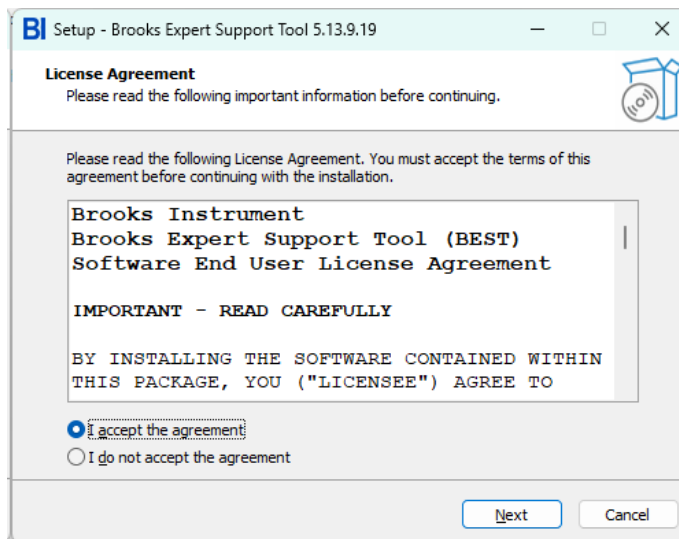 BI Setup - Brooks Expert Support Tool 5.13.9.19
License Agreement
Please read the following important information before continuing.
Please read the following License Agreement. You must accept the terms of this
agreement before continuing with the installation.
Brooks Instrument
Brooks Expert Support Tool (BEST)
Software End User License Agreement
IMPORTANT - READ CAREFULLY
BY INSTALLING THE SOFTWARE CONTAINED WITHIN
THIS PACKAGE, YOU ("LICENSEE") AGREE TO
I accept the agreement
I do not accept the agreement
Next Cancel